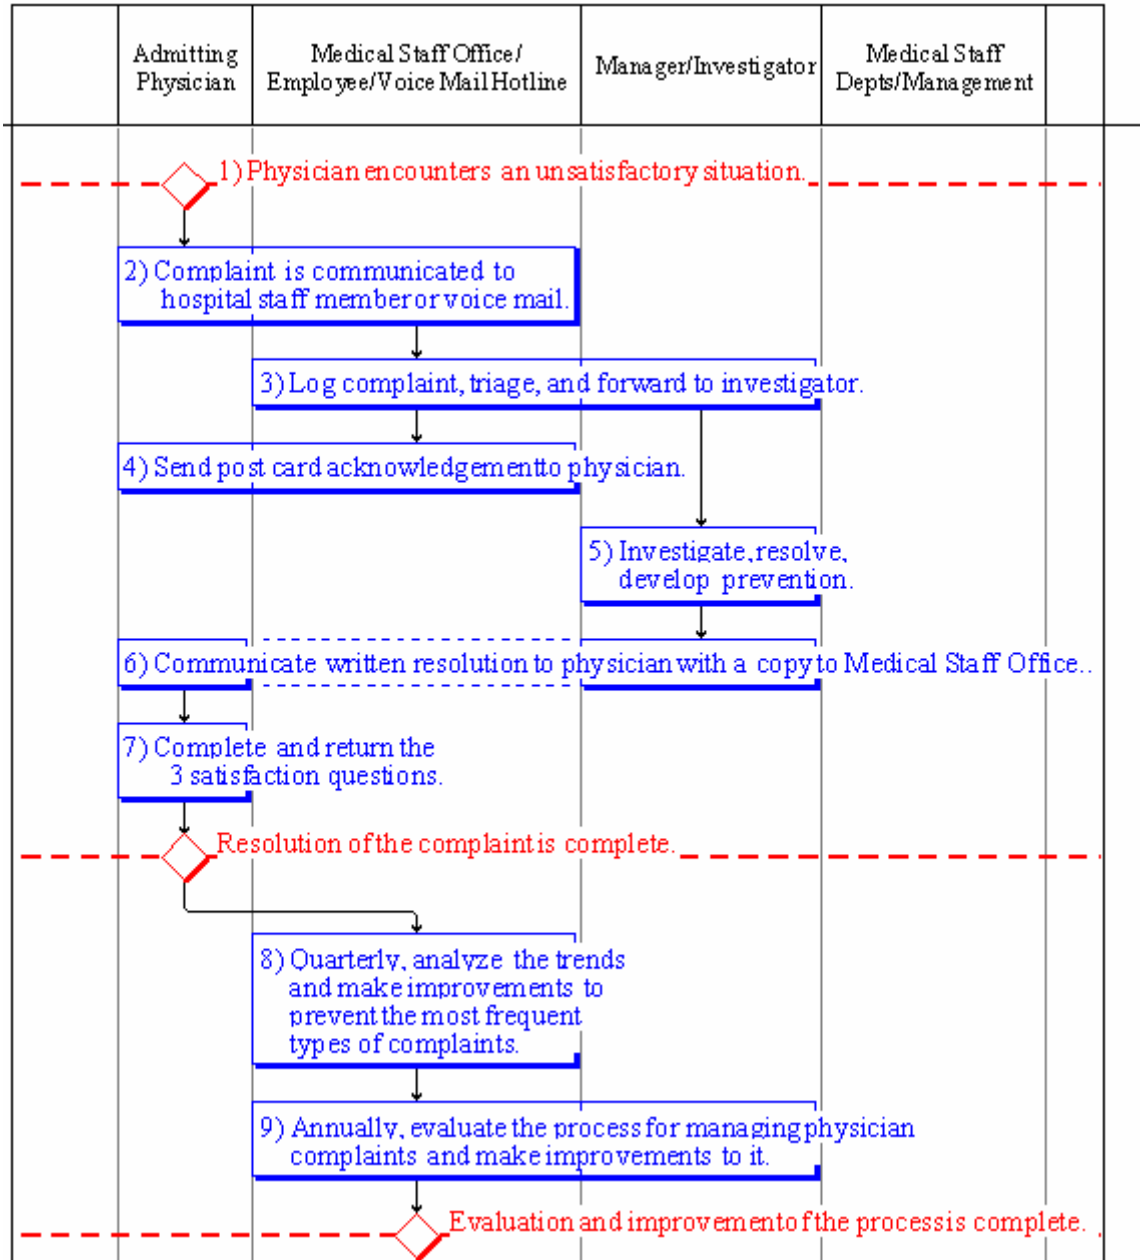 Admitting
Physician
Medical Staff Office/
Employee/Voice Mail Hotline
Manager/Investigator
Medical Staff
Depts/Management
1) Physician encounters an unsatisfactory situation.
2) Complaint is communicated to
hospital staff member or voice mail.
3) Log complaint, triage, and forward to investigator.
4) Send post card acknowledgement to physician.
5) Investigate, resolve,
develop prevention.
6) Communicate written resolution to physician with a copy to Medical Staff Office..
7) Complete and return the
3 satisfaction questions.
Resolution of the complaint is complete.
8) Quarterly, analyze the trends
and make improvements to
prevent the most frequent
types of complaints.
9) Annually, evaluate the process for managing physician
complaints and make improvements to it.
Evaluation and improvement of the process is complete.